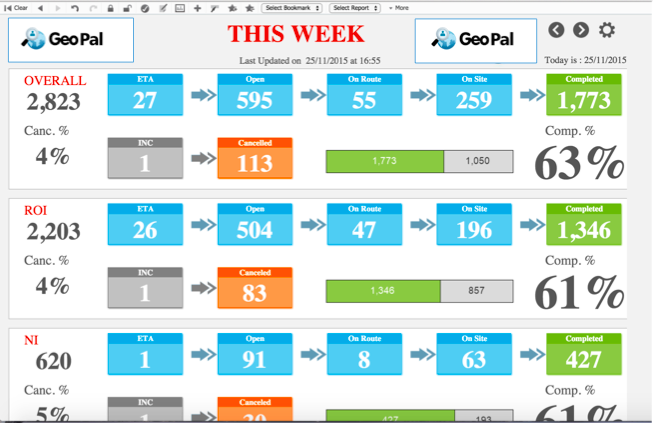 Clear Select Bookmark Select Report More
GeoPal THIS WEEK GeoPal
Last Updated on 25/11/2015 at 16:55 Today is : 25/11/2015
OVERALL ETA Open On Route On Site Completed
2,823 27 595 55 259 1,773
Canc. % INC Cancelled Comp. %
4% 1 113 1,773 1,050 63%
ROI ETA Open On Route On Site Completed
2,203 26 504 47 196 1,346
Canc. % INC Canceled Comp. %
4% 1 83 1,346 857 61%
NI ETA Open On Route On Site Completed
620 1 91 8 63 427
Canc. % INC Canceled Comp. %
5% 1 30 427 193 61%